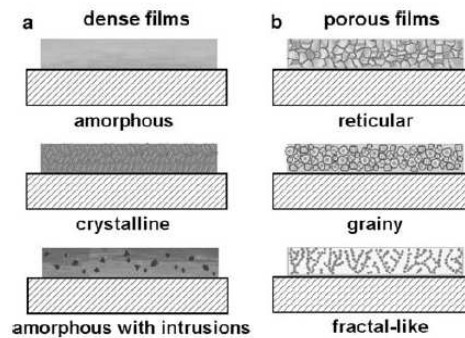 a dense films
amorphous
crystalline
amorphous with intrusions
b porous films
reticular
grainy
fractal-like